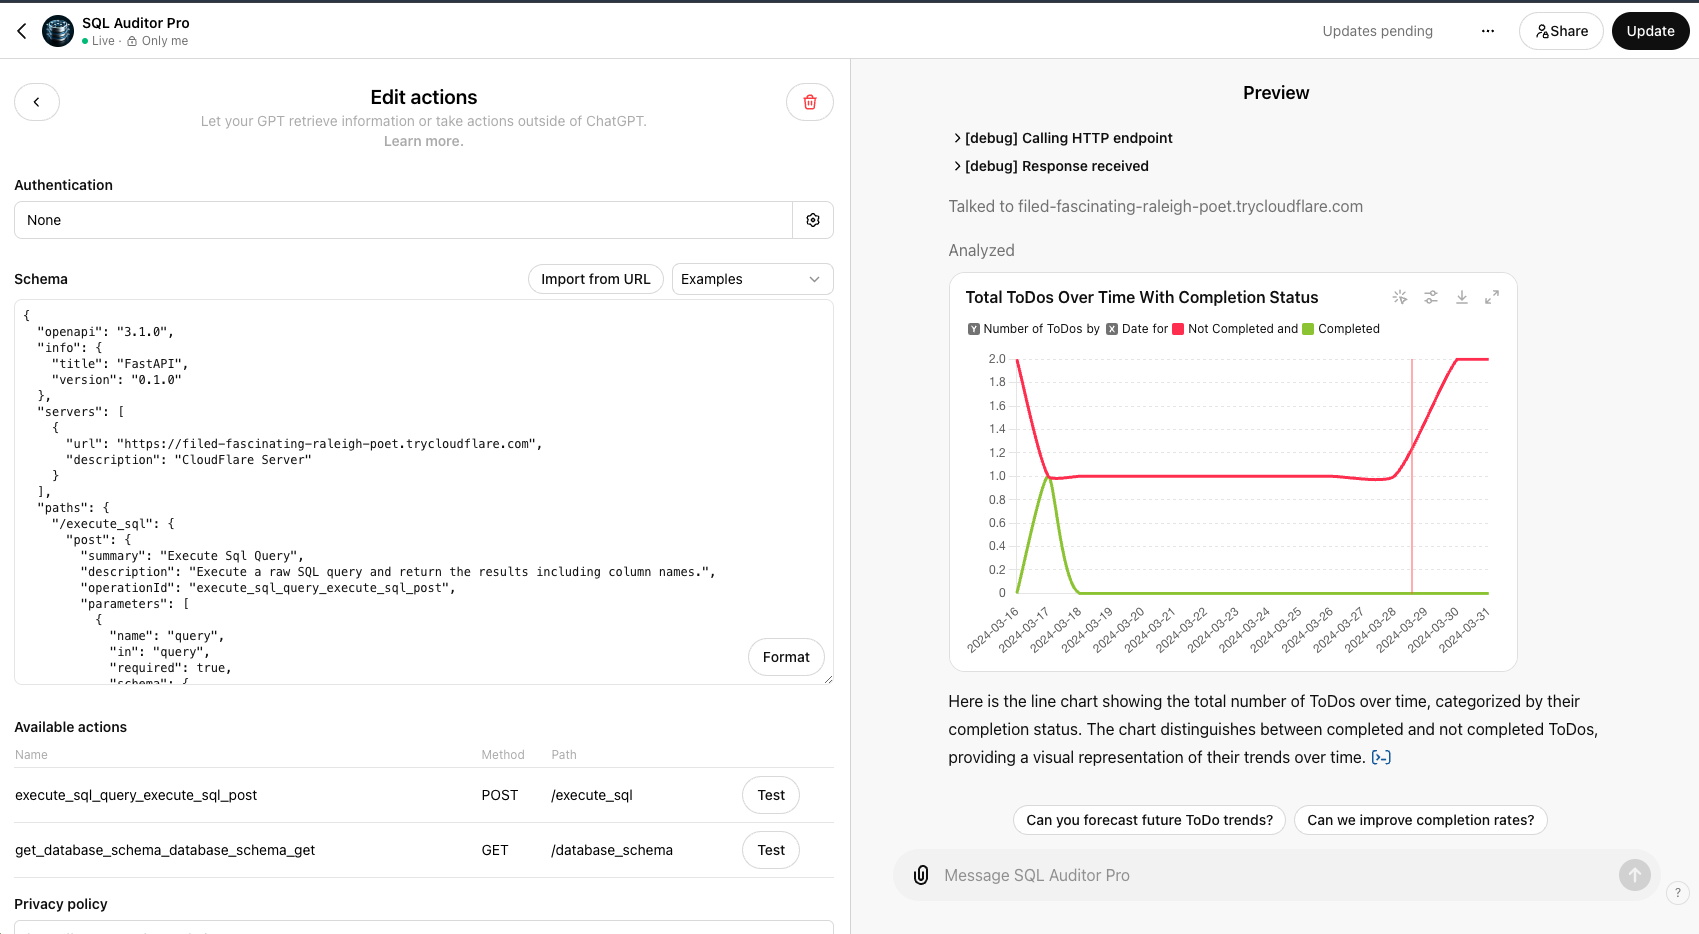 SQL Auditor Pro
Live · Only me
Updates pending
Share
Update
Edit actions
Let your GPT retrieve information or take actions outside of ChatGPT.
Learn more.
Authentication
None
Schema
Import from URL
Examples
{
  "openapi": "3.1.0",
  "info": {
    "title": "FastAPI",
    "version": "0.1.0"
  },
  "servers": [
    {
      "url": "https://filed-fascinating-raleigh-poet.trycloudflare.com",
      "description": "CloudFlare Server"
    }
  ],
  "paths": {
    "/execute_sql": {
      "post": {
        "summary": "Execute Sql Query",
        "description": "Execute a raw SQL query and return the results including column names.",
        "operationId": "execute_sql_query_execute_sql_post",
        "parameters": [
          {
            "name": "query",
            "in": "query",
            "required": true,
            "schema": {
Format
Available actions
Name Method Path
execute_sql_query_execute_sql_post POST /execute_sql Test
get_database_schema_database_schema_get GET /database_schema Test
Privacy policy
Preview
[debug] Calling HTTP endpoint
[debug] Response received
Talked to filed-fascinating-raleigh-poet.trycloudflare.com
Analyzed
Total ToDos Over Time With Completion Status
Y Number of ToDos by X Date for Not Completed and Completed
2.0
1.8
1.6
1.4
1.2
1.0
0.8
0.6
0.4
0.2
0
2024-03-16
2024-03-17
2024-03-18
2024-03-19
2024-03-20
2024-03-21
2024-03-22
2024-03-23
2024-03-24
2024-03-25
2024-03-26
2024-03-27
2024-03-28
2024-03-29
2024-03-30
2024-03-31
Here is the line chart showing the total number of ToDos over time, categorized by their
completion status. The chart distinguishes between completed and not completed ToDos,
providing a visual representation of their trends over time. [>-]
Can you forecast future ToDo trends?
Can we improve completion rates?
Message SQL Auditor Pro
?